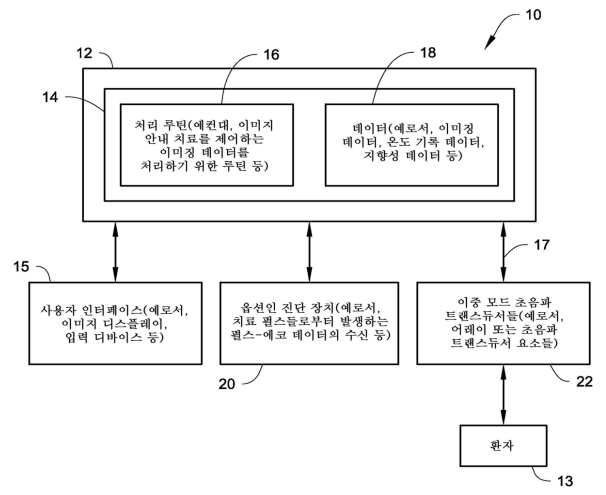 10
12
16
18
14
처리 루틴(예컨대, 이미지
안내 치료를 제어하는
이미징 데이터를
처리하기 위한 루틴 등)
데이터(예로서, 이미징
데이터, 온도 기록 데이터,
지향성 데이터 등)
17
15
사용자 인터페이스(예로서,
이미지 디스플레이,
입력 디바이스 등)
옵션인 진단 장치(예로서,
치료 펄스들로부터 발생하는
펄스-에코 데이터의 수신 등)
20
이중 모드 초음파
트랜스듀서들(예로서,
어레이 또는 초음파
트랜스듀서 요소들)
22
환자
13